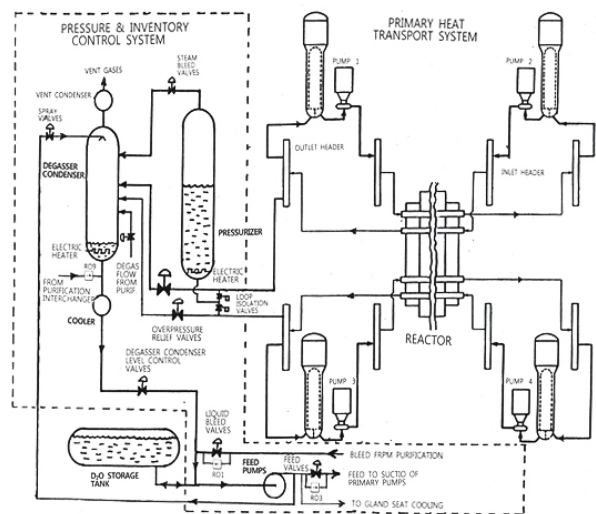 PRESSURE & INVENTORY
CONTROL SYSTEM
PRIMARY HEAT
TRANSPORT SYSTEM
STEAM
BLEED
VALVES
VENT GASES
VENT CONDENSER
SPRAY
VALVES
DEGASSER
CONDENSER
PRESSURIZER
ELECTRIC
HEATER
RO9
FROM
PURIFICATION
INTERCHANGER
DEGAS
FLOW
FROM
PURIF.
ELECTRIC
HEATER
LOOP
ISOLATION
VALVES
COOLER
OVERPRESSURE
RELIEF VALVES
DEGASSER CONDENSER
LEVEL CONTROL
VALVES
PUMP 1
PUMP 2
OUTLET HEADER
INLET HEADER
REACTOR
PUMP 3
PUMP 4
LIQUID
BLEED
VALVES
RO1
BLEED FRPM PURIFICATION
FEED
VALVES
FEED
PUMPS
RO3
FEED TO SUCTIO OF
PRIMARY PUMPS
TO GLAND SEAT COOLING
D2O STORAGE
TANK